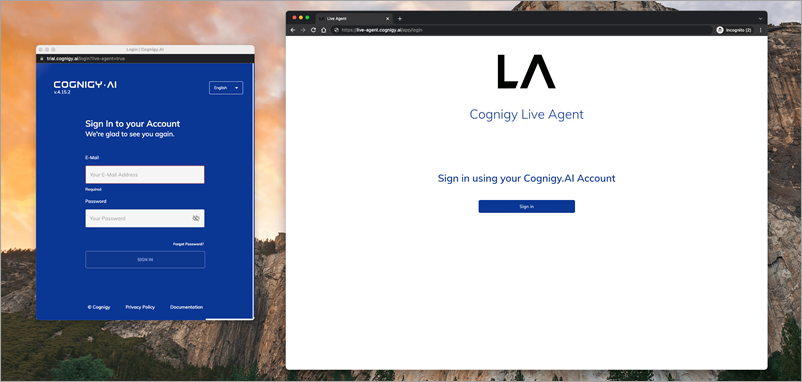 Login | Cognigy.AI
trial.cognigy.ai/login?live-agent=true
COGNIGY.AI
v.4.15.2
English
Sign In to your Account
We're glad to see you again.
E-Mail
Your E-Mail Address
Required
Password
Your Password
Forgot Password?
SIGN IN
© Cognigy
Privacy Policy
Documentation
Live Agent
https://live-agent.cognigy.ai/app/login
Incognito (2)
LA
Cognigy Live Agent
Sign in using your Cognigy.AI Account
Sign in